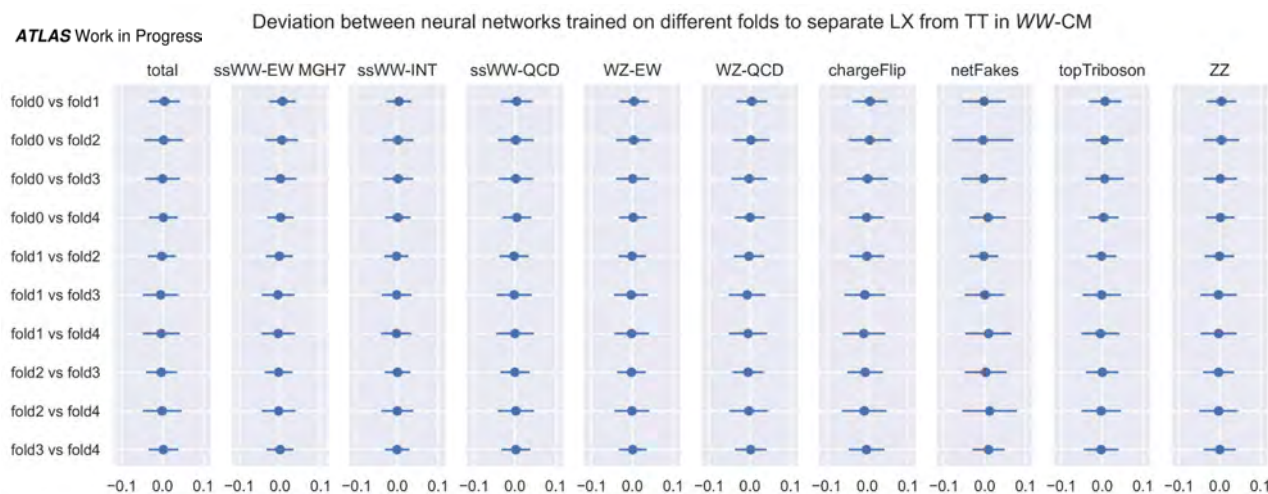 Deviation between neural networks trained on different folds to separate LX from TT in WW-CM
ATLAS Work in Progress
total ssWW-EW MGH7 ssWW-INT ssWW-QCD WZ-EW WZ-QCD chargeFlip netFakes topTriboson ZZ
fold0 vs fold1
fold0 vs fold2
fold0 vs fold3
fold0 vs fold4
fold1 vs fold2
fold1 vs fold3
fold1 vs fold4
fold2 vs fold3
fold2 vs fold4
fold3 vs fold4
−0.1 0.0 0.1 −0.1 0.0 0.1 −0.1 0.0 0.1 −0.1 0.0 0.1 −0.1 0.0 0.1 −0.1 0.0 0.1 −0.1 0.0 0.1 −0.1 0.0 0.1 −0.1 0.0 0.1 −0.1 0.0 0.1